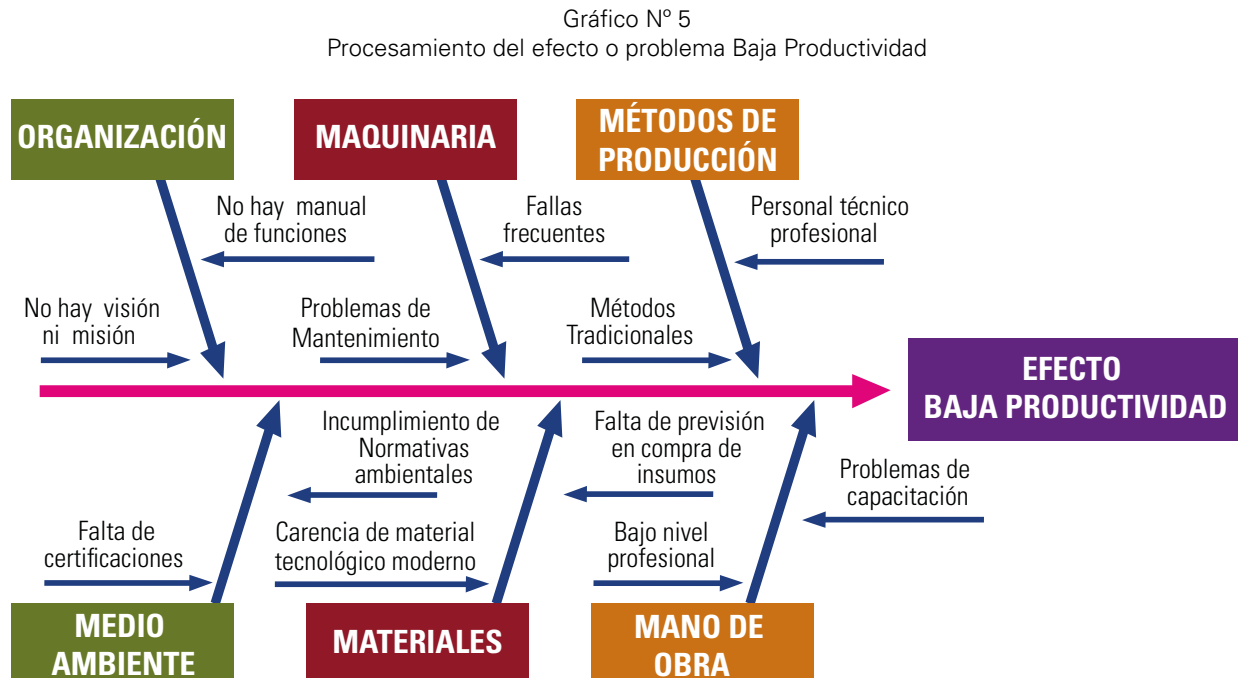 Gráfico Nº 5
Procesamiento del efecto o problema Baja Productividad
ORGANIZACIÓN
MAQUINARIA
MÉTODOS DE
PRODUCCIÓN
No hay manual
de funciones
Fallas
frecuentes
Personal técnico
profesional
No hay visión
ni misión
Problemas de
Mantenimiento
Métodos
Tradicionales
EFECTO
BAJA PRODUCTIVIDAD
Incumplimiento de
Normativas
ambientales
Falta de previsión
en compra de
insumos
Problemas de
capacitación
Falta de
certificaciones
Carencia de material
tecnológico moderno
Bajo nivel
profesional
MEDIO
AMBIENTE
MATERIALES
MANO DE
OBRA